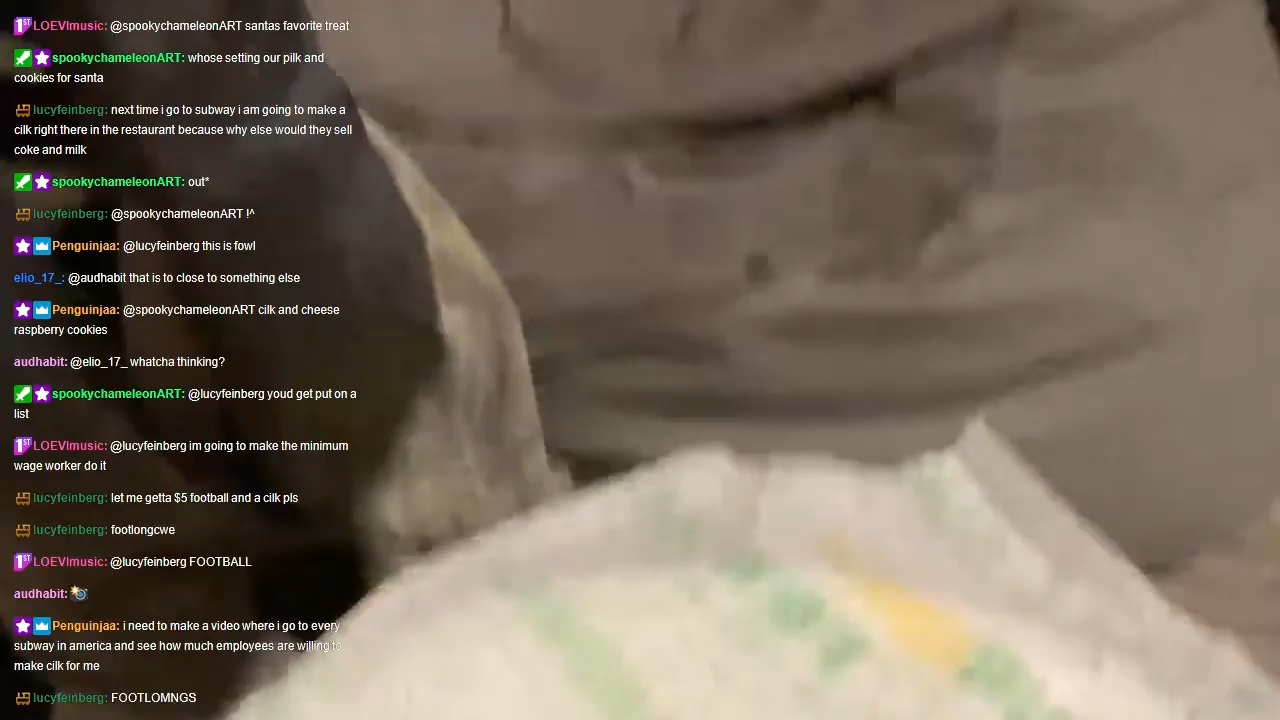 LOEVImusic: @spookychameleonART santas favorite treat
spookychameleonART: whose setting our pilk and
cookies for santa
lucyfeinberg: next time i go to subway i am going to make a
cilk right there in the restaurant because why else would they sell
coke and milk
spookychameleonART: out*
lucyfeinberg: @spookychameleonART !^
Penguinjaa: @lucyfeinberg this is fowl
elio_17_: @audhabit that is to close to something else
Penguinjaa: @spookychameleonART cilk and cheese
raspberry cookies
audhabit: @elio_17_ whatcha thinking?
spookychameleonART: @lucyfeinberg youd get put on a
list
LOEVImusic: @lucyfeinberg im going to make the minimum
wage worker do it
lucyfeinberg: let me getta $5 football and a cilk pls
lucyfeinberg: footlongcwe
LOEVImusic: @lucyfeinberg FOOTBALL
audhabit:
Penguinjaa: i need to make a video where i go to every
subway in america and see how much employees are willing to
make cilk for me
lucyfeinberg: FOOTLOMNGS